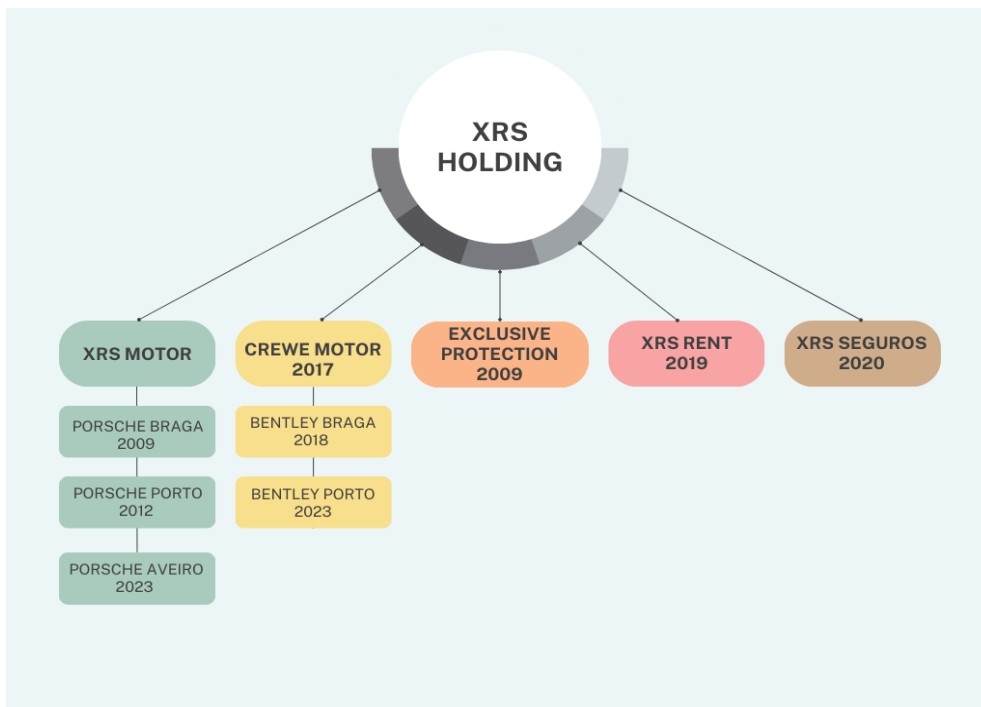 XRS
HOLDING
XRS MOTOR
CREWE MOTOR
2017
EXCLUSIVE
PROTECTION
2009
XRS RENT
2019
XRS SEGUROS
2020
PORSCHE BRAGA
2009
BENTLEY BRAGA
2018
PORSCHE PORTO
2012
BENTLEY PORTO
2023
PORSCHE AVEIRO
2023